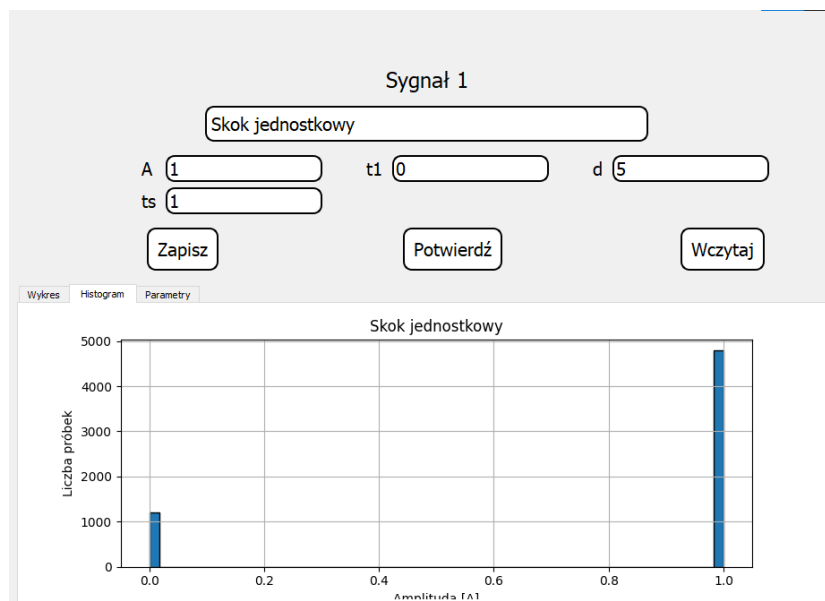 Sygnał 1
Skok jednostkowy
A 1 t1 0 d 5
ts 1
Zapisz Potwierdź Wczytaj
Wykres Histogram Parametry
Skok jednostkowy
5000
4000
3000
2000
1000
0
Liczba próbek
0.0 0.2 0.4 0.6 0.8 1.0
Amplituda [A]